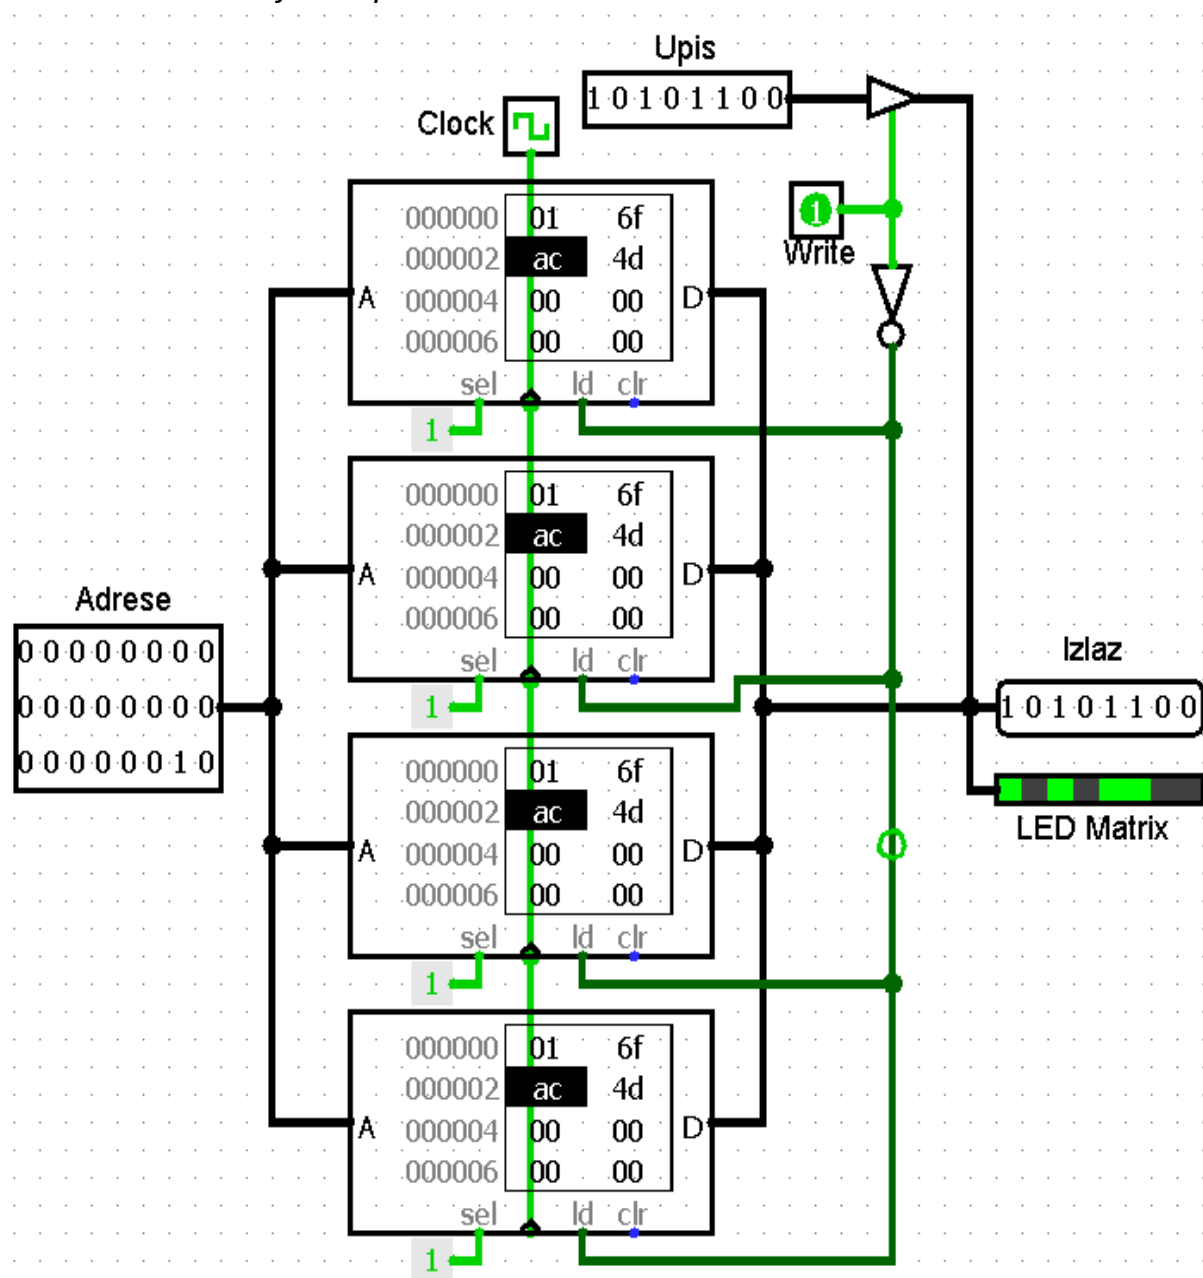 Upis
1 0 1 0 1 1 0 0
Clock
1
Write
000000 01 6f
000002 ac 4d
A 000004 00 00 D
000006 00 00
sel ld clr
1
000000 01 6f
000002 ac 4d
A 000004 00 00 D
000006 00 00
sel ld clr
1
Adrese
0 0 0 0 0 0 0 0
0 0 0 0 0 0 0 0
0 0 0 0 0 0 1 0
Izlaz
1 0 1 0 1 1 0 0
LED Matrix
000000 01 6f
000002 ac 4d
A 000004 00 00 D
000006 00 00
sel ld clr
1
000000 01 6f
000002 ac 4d
A 000004 00 00 D
000006 00 00
sel ld clr
1